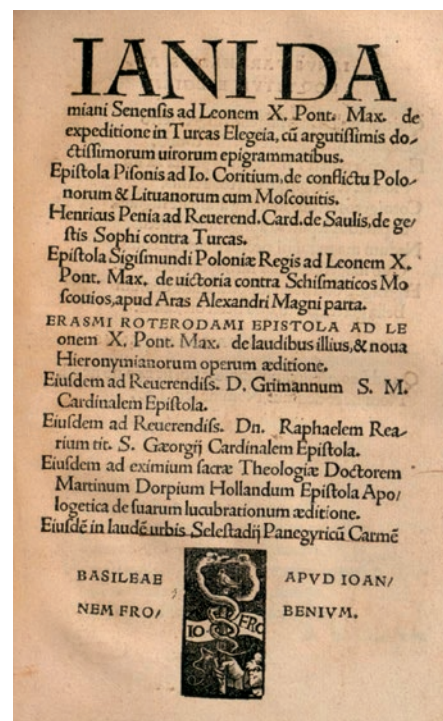 IANI DA
miani Senensis ad Leonem X. Pont. Max. de
expeditione in Turcas Elegeia, cũ argutissimis do-
ctissimorum uirorum epigrammatibus.
Epistola Pisonis ad Io. Coritium, de conflictu Polo-
norum & Lituanorum cum Moscouitis.
Henricus Penia ad Reuerend. Card. de Saulis, de ge/
stis Sophi contra Turcas.
Epistola Sigismundi Poloniæ Regis ad Leonem X.
Pont. Max. de uictoria contra Schismaticos Mo
scouios, apud Aras Alexandri Magni parta.
ERASMI ROTERODAMI EPISTOLA AD LE
onem X. Pont. Max. de laudibus illius, & noua
Hieronymianorum operum æditione.
Eiusdem ad Reuerendiss. D. Grimannum S. M.
Cardinalem Epistola.
Eiusdem ad Reuerendiss. Dn. Raphaelem Rea-
rium tit. S. Gæorgij Cardinalem Epistola.
Eiusdem ad eximium sacræ Theologiæ Doctorem
Martinum Dorpium Hollandum Epistola Apo/
logetica de suarum lucubrationum æditione.
Eiusdẽ in laudẽ urbis Selestadij Panegyricũ Carmẽ
BASILEAE APVD IOAN/
NEM FRO/ BENIVM.
IO FRO